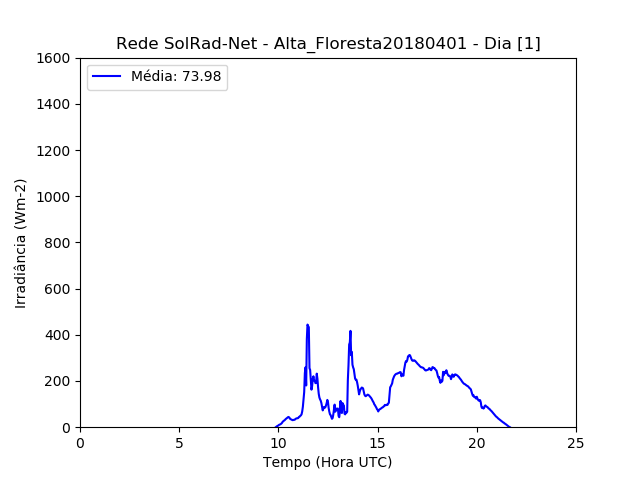 Rede SolRad-Net - Alta_Floresta20180401 - Dia [1]
Média: 73.98
1600
1400
1200
1000
800
600
400
200
0
Irradiância (Wm-2)
0 5 10 15 20 25
Tempo (Hora UTC)